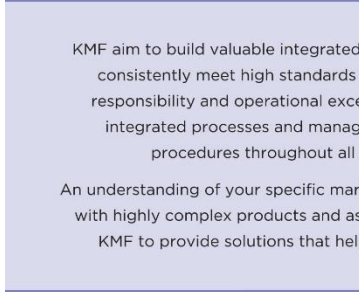 KMF aim to build valuable integrated
consistently meet high standards
responsibility and operational
integrated processes and
procedures throughout all
An understanding of your specific
with highly complex products and
KMF to provide solutions that